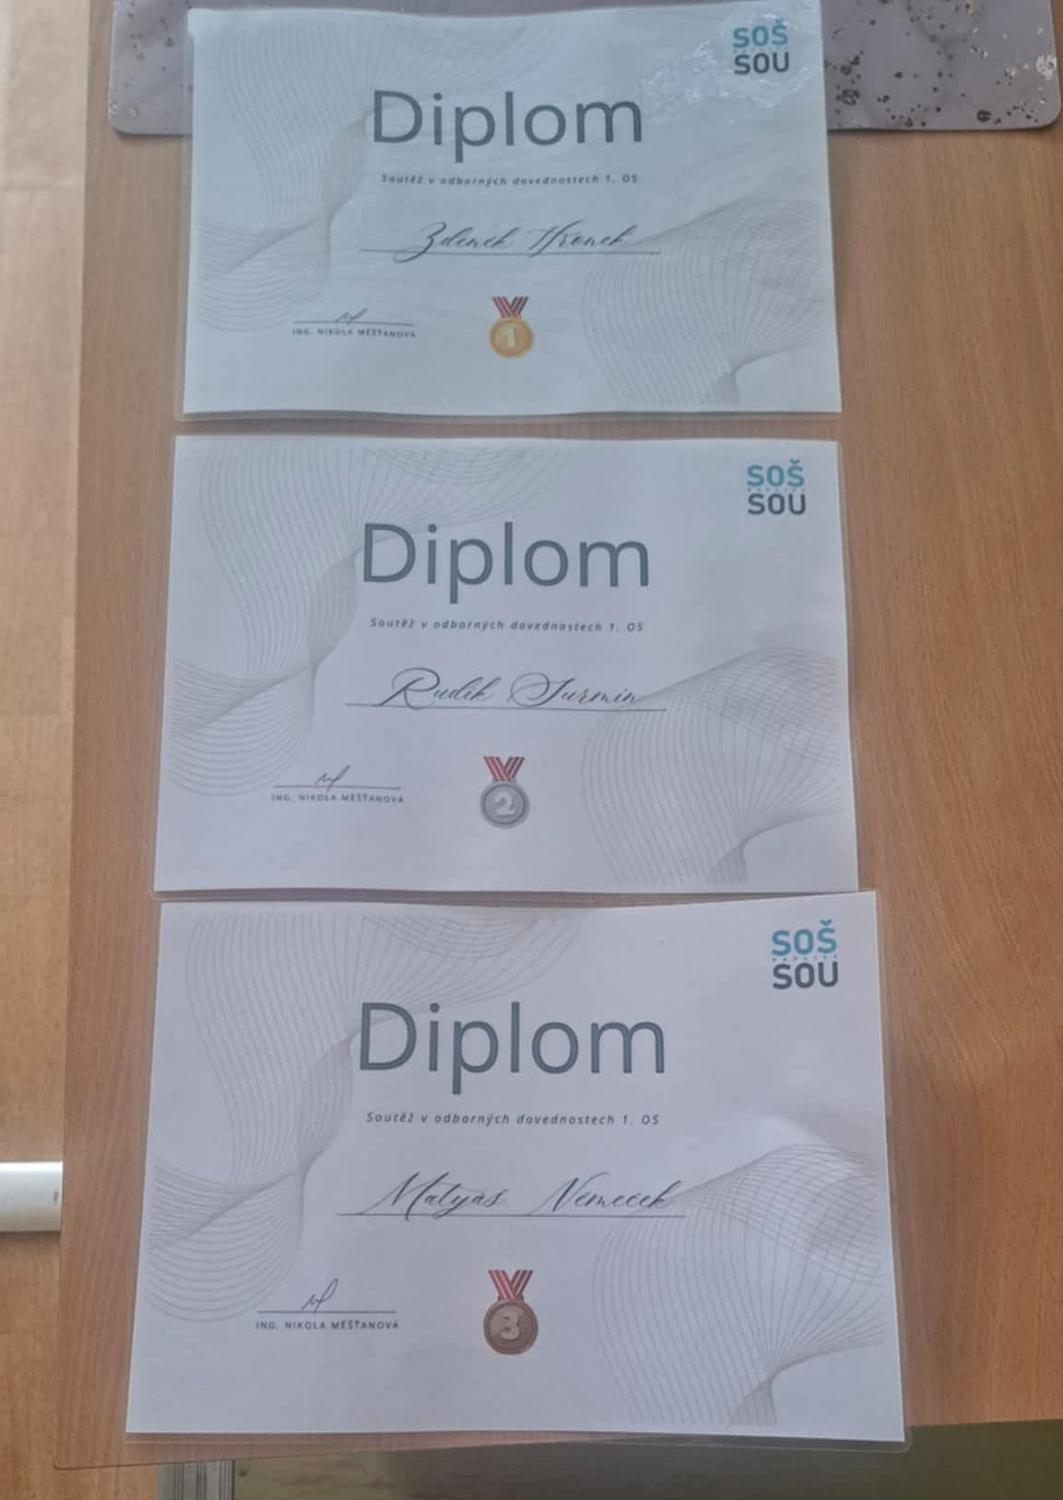 SOŠ
SOU
Diplom
Soutěž v odborných dovednostech 1. OS
Zdeněk Hronek
ING. NIKOLA MĚŠŤANOVÁ
1
SOŠ
SOU
Diplom
Soutěž v odborných dovednostech 1. OS
Rudik Surmin
ING. NIKOLA MĚŠŤANOVÁ
2
SOŠ
SOU
Diplom
Soutěž v odborných dovednostech 1. OS
Matyáš Němeček
ING. NIKOLA MĚŠŤANOVÁ
3